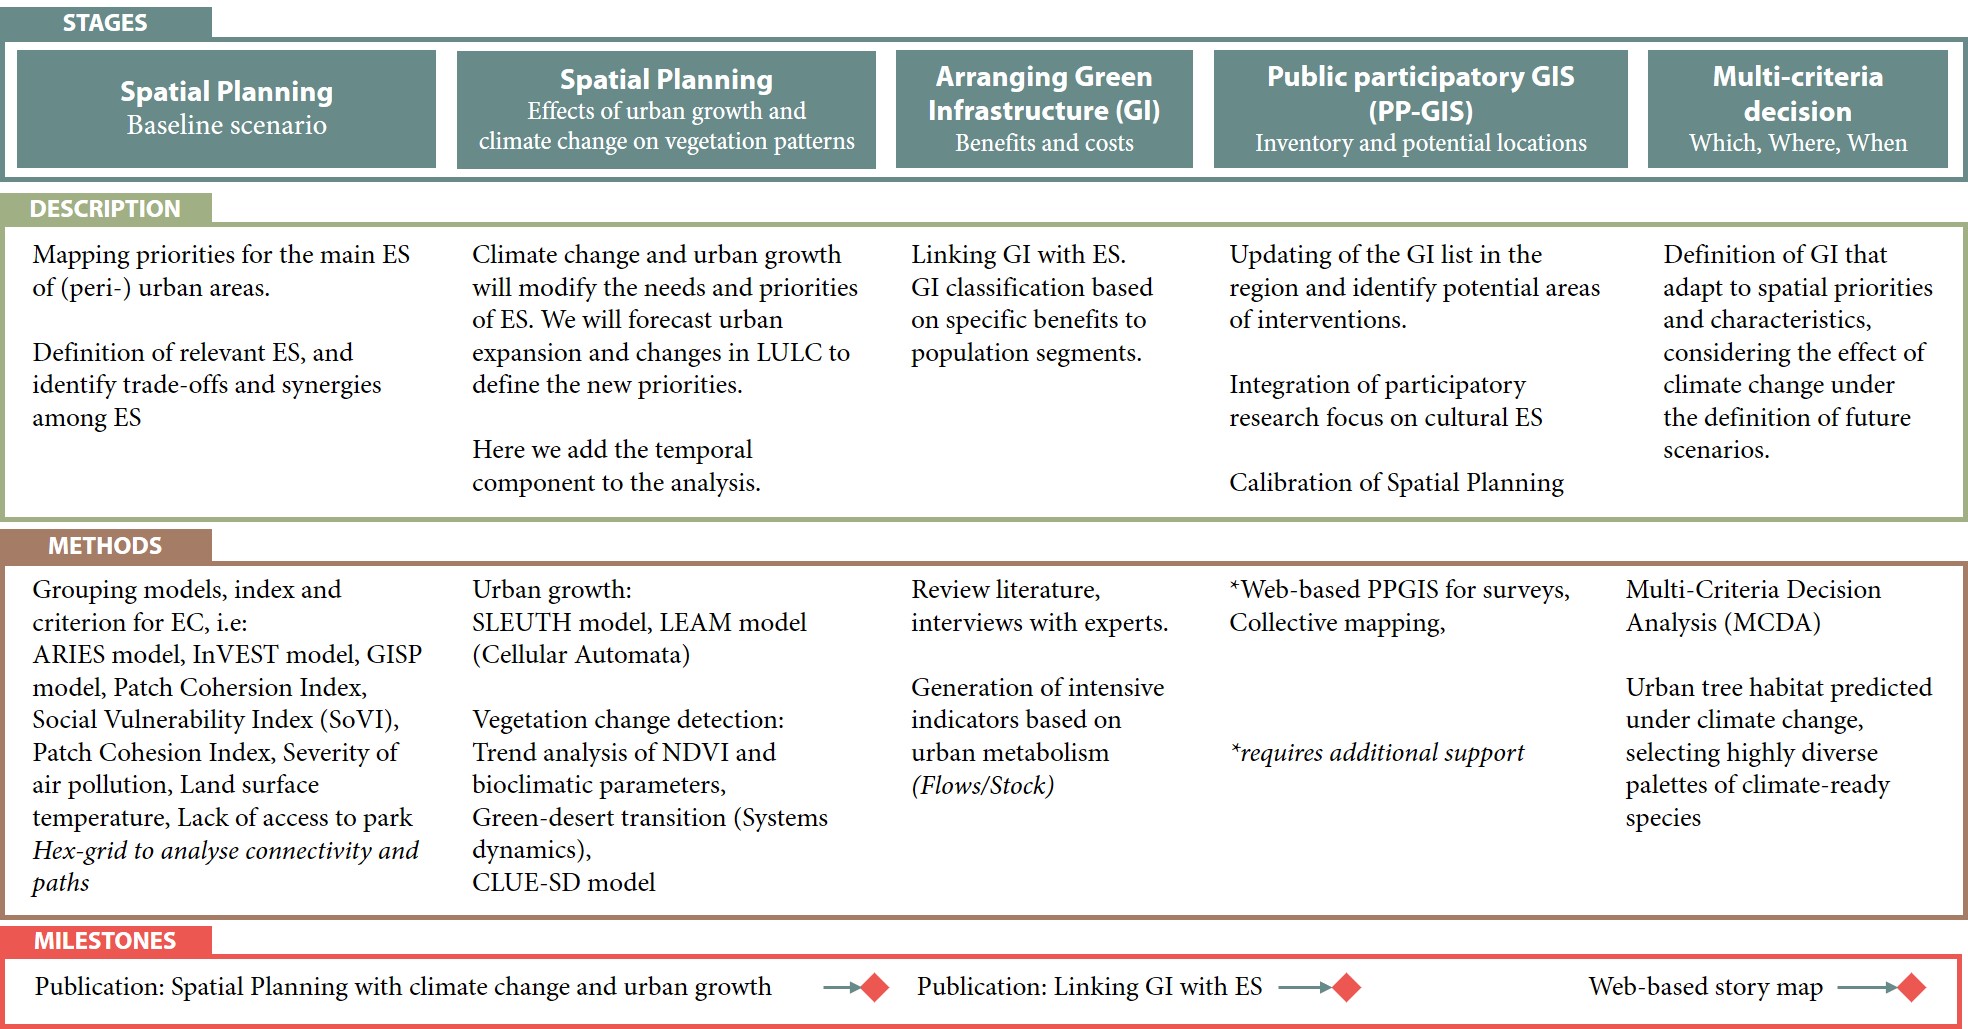 STAGES
Spatial Planning
Baseline scenario
Spatial Planning
Effects of urban growth and
climate change on vegetation patterns
Arranging Green
Infrastructure (GI)
Benefits and costs
Public participatory GIS
(PP-GIS)
Inventory and potential locations
Multi-criteria
decision
Which, Where, When
DESCRIPTION
Mapping priorities for the main ES
of (peri-) urban areas.
Definition of relevant ES, and
identify trade-offs and synergies
among ES
Climate change and urban growth
will modify the needs and priorities
of ES. We will forecast urban
expansion and changes in LULC to
define the new priorities.
Here we add the temporal
component to the analysis.
Linking GI with ES.
GI classification based
on specific benefits to
population segments.
Updating of the GI list in the
region and identify potential areas
of interventions.
Integration of participatory
research focus on cultural ES
Calibration of Spatial Planning
Definition of GI that
adapt to spatial priorities
and characteristics,
considering the effect of
climate change under
the definition of future
scenarios.
METHODS
Grouping models, index and
criterion for EC, i.e:
ARIES model, InVEST model, GISP
model, Patch Cohersion Index,
Social Vulnerability Index (SoVI),
Patch Cohesion Index, Severity of
air pollution, Land surface
temperature, Lack of access to park
Hex-grid to analyse connectivity and
paths
Urban growth:
SLEUTH model, LEAM model
(Cellular Automata)
Vegetation change detection:
Trend analysis of NDVI and
bioclimatic parameters,
Green-desert transition (Systems
dynamics),
CLUE-SD model
Review literature,
interviews with experts.
Generation of intensive
indicators based on
urban metabolism
(Flows/Stock)
*Web-based PPGIS for surveys,
Collective mapping,
*requires additional support
Multi-Criteria Decision
Analysis (MCDA)
Urban tree habitat predicted
under climate change,
selecting highly diverse
palettes of climate-ready
species
MILESTONES
Publication: Spatial Planning with climate change and urban growth
Publication: Linking GI with ES
Web-based story map